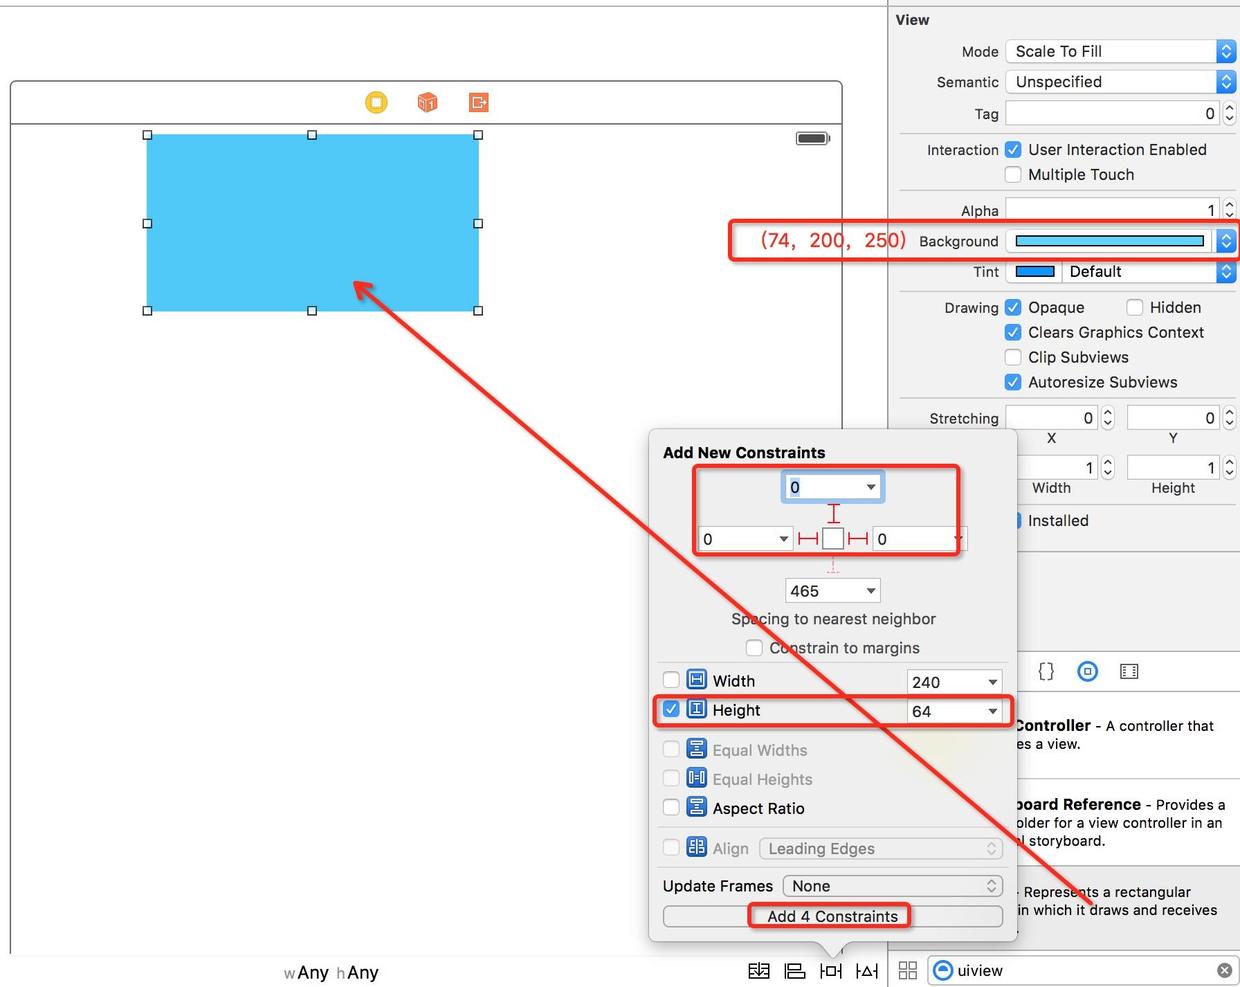 View
Mode Scale To Fill
Semantic Unspecified
Tag 0
Interaction User Interaction Enabled
Multiple Touch
Alpha 1
(74, 200, 250) Background
Tint Default
Drawing Opaque Hidden
Clears Graphics Context
Clip Subviews
Autoresize Subviews
Stretching 0 0
X Y
1 1
Width Height
Installed
Add New Constraints
0
0 0
465
Spacing to nearest neighbor
Constrain to margins
Width 240
Height 64
Equal Widths
Equal Heights
Aspect Ratio
Align Leading Edges
Update Frames None
Add 4 Constraints
{}
Controller - A controller that
es a view.
board Reference - Provides a
older for a view controller in an
l storyboard.
- Represents a rectangular
in which it draws and receives
.
wAny hAny
uiview